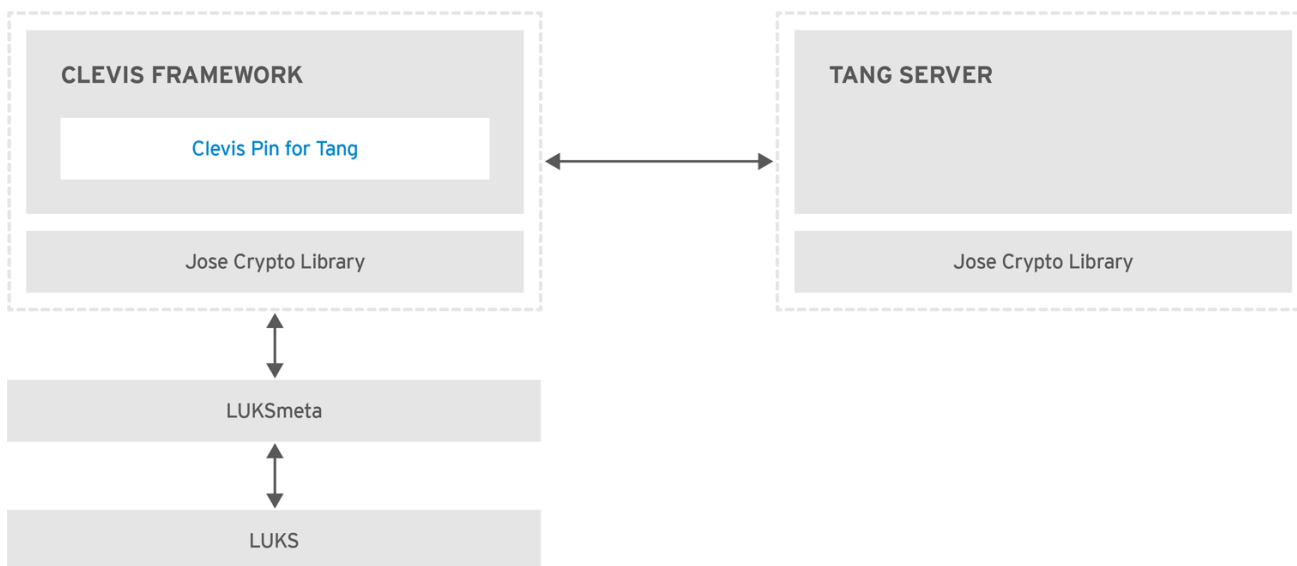 CLEVIS FRAMEWORK
Clevis Pin for Tang
Jose Crypto Library
TANG SERVER
Jose Crypto Library
LUKSmeta
LUKS